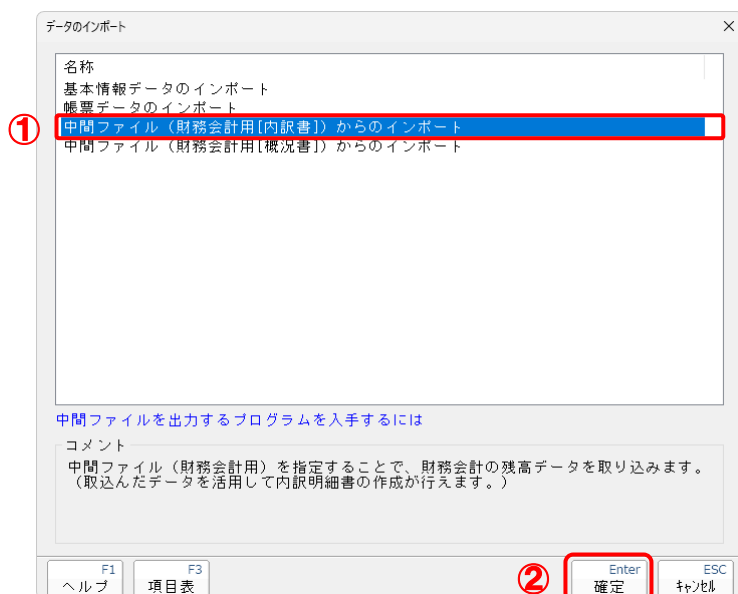 データのインポート
名称
基本情報データのインポート
帳票データのインポート
① 中間ファイル（財務会計用[内訳書]）からのインポート
中間ファイル（財務会計用[概況書]）からのインポート
中間ファイルを出力するプログラムを入手するには
コメント
中間ファイル（財務会計用）を指定することで、財務会計の残高データを取り込みます。
（取込んだデータを活用して内訳明細書の作成が行えます。）
F1 F3 Enter ESC
ヘルプ 項目表 ② 確定 ｷｬﾝｾﾙ